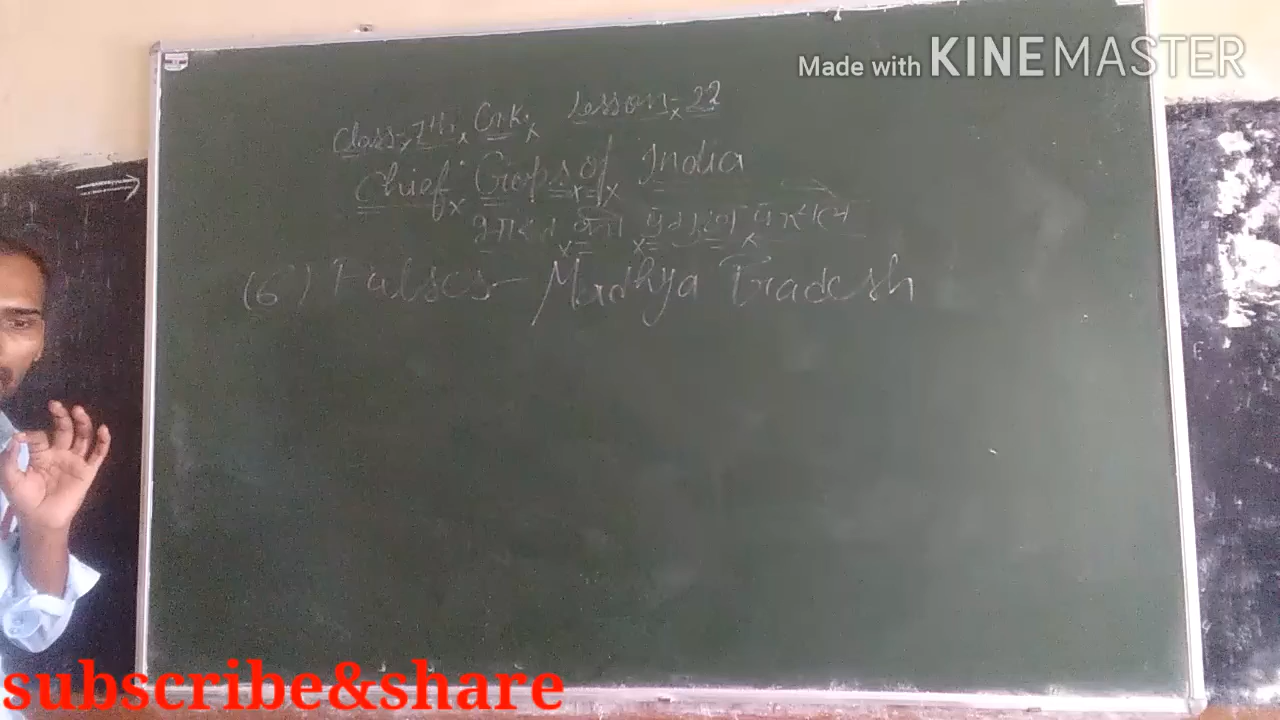 Made with KINEMASTER
Class-7th, G.K. Lesson-22
Chief Crops of India
भारत की प्रमुख फसल
(6) Pulses- Madhya Pradesh
subscribe&share